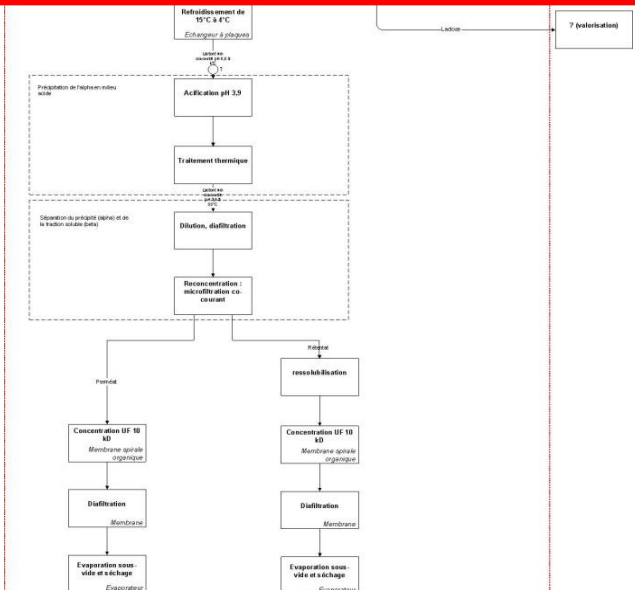 Refroidissement de
15°C à 4°C
Echangeur à plaques
Lactose
? (valorisation)
?
Précipitation de l'alpha en milieu
acide
Acification pH 3,9
Traitement thermique
Séparation du précipité (alpha) et de
la fraction soluble (beta)
Dilution, diafiltration
Reconcentration :
microfiltration co-
courant
Rétentat
Perméat
ressolubilisation
Concentration UF 10
kD
Membrane spirale
organique
Concentration UF 10
kD
Membrane spirale
organique
Diafiltration
Membrane
Diafiltration
Membrane
Evaporation sous-
vide et séchage
Evaporateur
Evaporation sous-
vide et séchage
Evaporateur